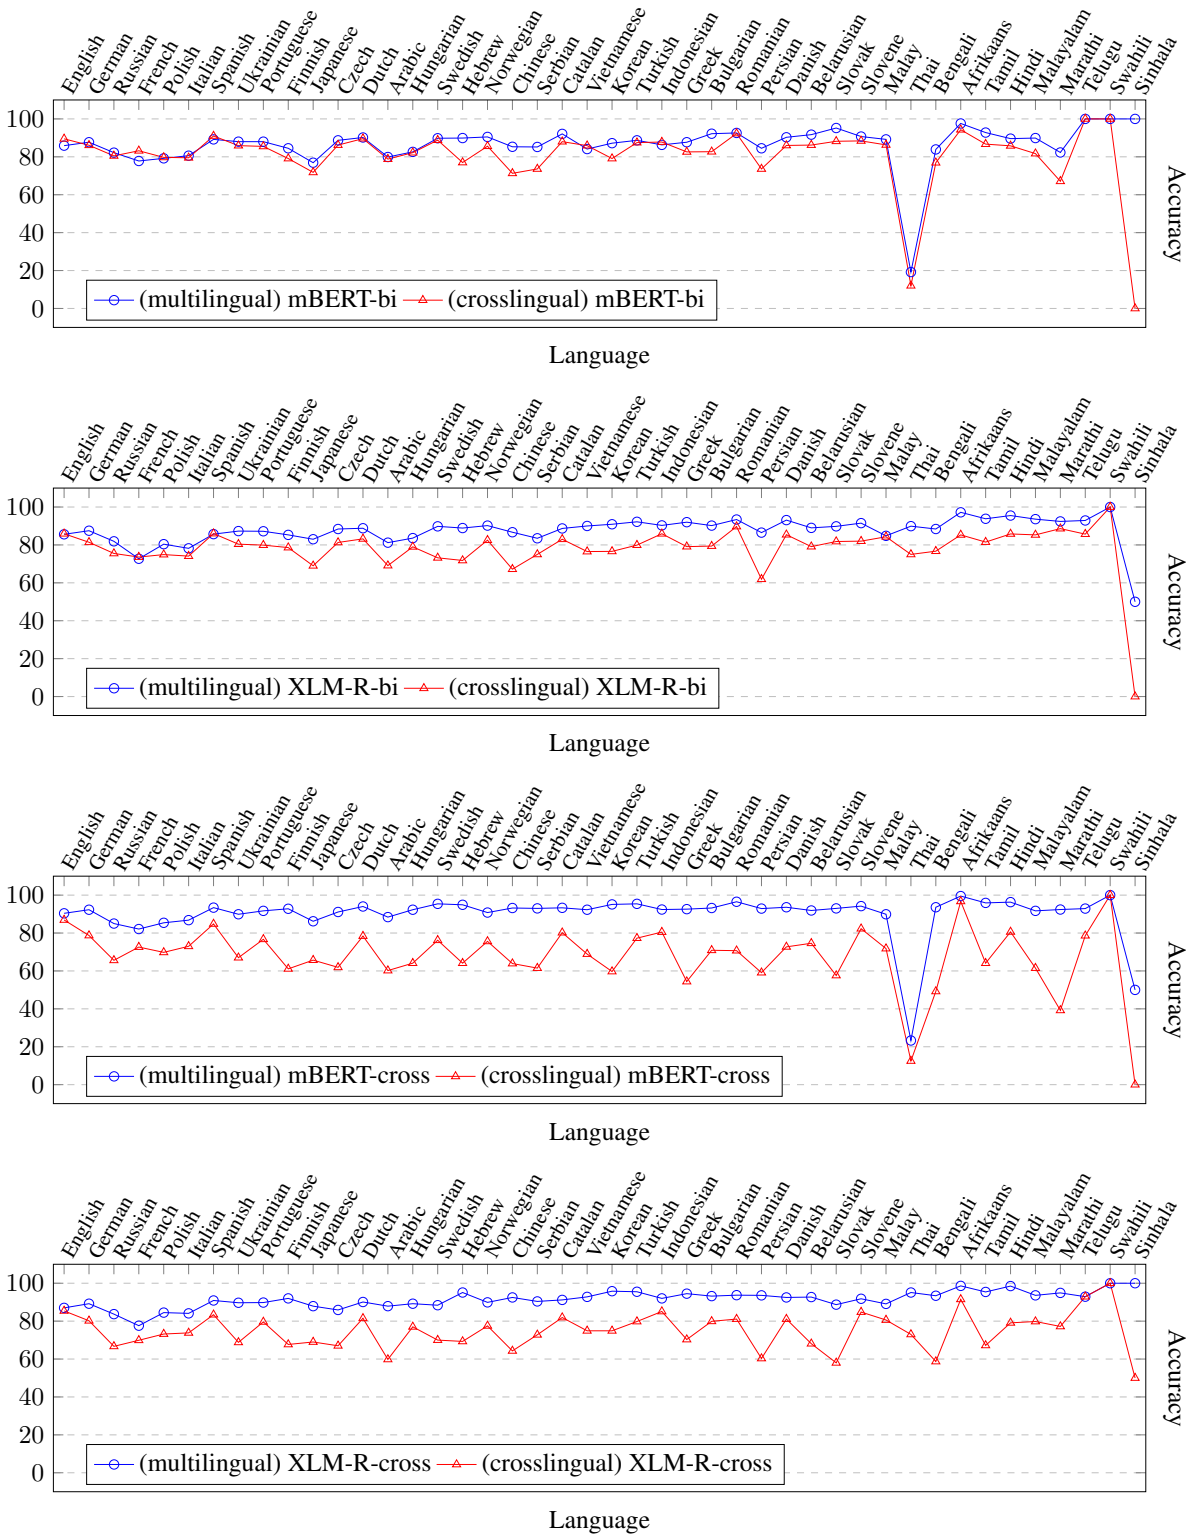 English German Russian French Polish Italian Spanish Ukrainian Portuguese Finnish Japanese Czech Dutch Arabic Hungarian Swedish Hebrew Norwegian Chinese Serbian Catalan Vietnamese Korean Turkish Indonesian Greek Bulgarian Romanian Persian Danish Belarusian Slovak Slovene Malay Thai Bengali Afrikaans Tamil Hindi Malayalam Marathi Telugu Swahili Sinhala
100
80
60
40
20
0
Accuracy
(multilingual) mBERT-bi (crosslingual) mBERT-bi
Language
English German Russian French Polish Italian Spanish Ukrainian Portuguese Finnish Japanese Czech Dutch Arabic Hungarian Swedish Hebrew Norwegian Chinese Serbian Catalan Vietnamese Korean Turkish Indonesian Greek Bulgarian Romanian Persian Danish Belarusian Slovak Slovene Malay Thai Bengali Afrikaans Tamil Hindi Malayalam Marathi Telugu Swahili Sinhala
100
80
60
40
20
0
Accuracy
(multilingual) XLM-R-bi (crosslingual) XLM-R-bi
Language
English German Russian French Polish Italian Spanish Ukrainian Portuguese Finnish Japanese Czech Dutch Arabic Hungarian Swedish Hebrew Norwegian Chinese Serbian Catalan Vietnamese Korean Turkish Indonesian Greek Bulgarian Romanian Persian Danish Belarusian Slovak Slovene Malay Thai Bengali Afrikaans Tamil Hindi Malayalam Marathi Telugu Swahili Sinhala
100
80
60
40
20
0
Accuracy
(multilingual) mBERT-cross (crosslingual) mBERT-cross
Language
English German Russian French Polish Italian Spanish Ukrainian Portuguese Finnish Japanese Czech Dutch Arabic Hungarian Swedish Hebrew Norwegian Chinese Serbian Catalan Vietnamese Korean Turkish Indonesian Greek Bulgarian Romanian Persian Danish Belarusian Slovak Slovene Malay Thai Bengali Afrikaans Tamil Hindi Malayalam Marathi Telugu Swahili Sinhala
100
80
60
40
20
0
Accuracy
(multilingual) XLM-R-cross (crosslingual) XLM-R-cross
Language